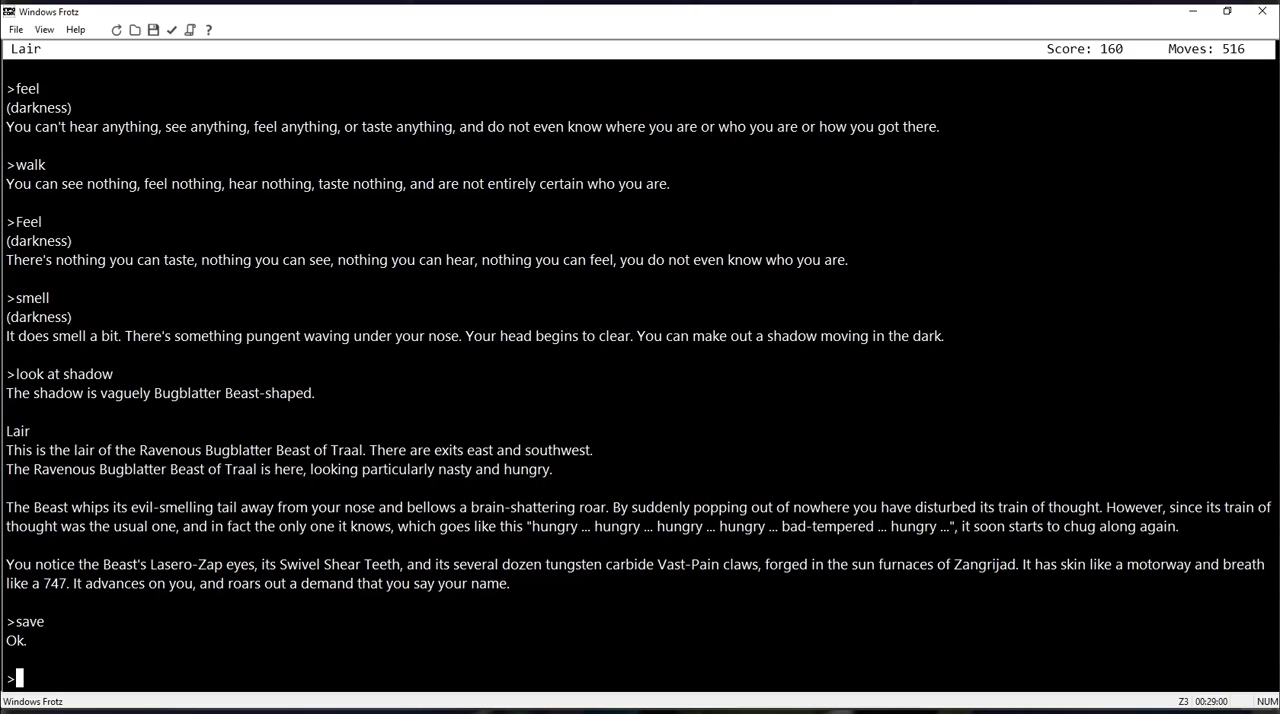 Windows Frotz
File View Help ?
Lair Score: 160 Moves: 516
>feel
(darkness)
You can't hear anything, see anything, feel anything, or taste anything, and do not even know where you are or who you are or how you got there.
>walk
You can see nothing, feel nothing, hear nothing, taste nothing, and are not entirely certain who you are.
>Feel
(darkness)
There's nothing you can taste, nothing you can see, nothing you can hear, nothing you can feel, you do not even know who you are.
>smell
(darkness)
It does smell a bit. There's something pungent waving under your nose. Your head begins to clear. You can make out a shadow moving in the dark.
>look at shadow
The shadow is vaguely Bugblatter Beast-shaped.
Lair
This is the lair of the Ravenous Bugblatter Beast of Traal. There are exits east and southwest.
The Ravenous Bugblatter Beast of Traal is here, looking particularly nasty and hungry.
The Beast whips its evil-smelling tail away from your nose and bellows a brain-shattering roar. By suddenly popping out of nowhere you have disturbed its train of thought. However, since its train of
thought was the usual one, and in fact the only one it knows, which goes like this "hungry ... hungry ... hungry ... hungry ... bad-tempered ... hungry ...", it soon starts to chug along again.
You notice the Beast's Lasero-Zap eyes, its Swivel Shear Teeth, and its several dozen tungsten carbide Vast-Pain claws, forged in the sun furnaces of Zangrijad. It has skin like a motorway and breath
like a 747. It advances on you, and roars out a demand that you say your name.
>save
Ok.
>
Windows Frotz Z3 00:29:00 NUM